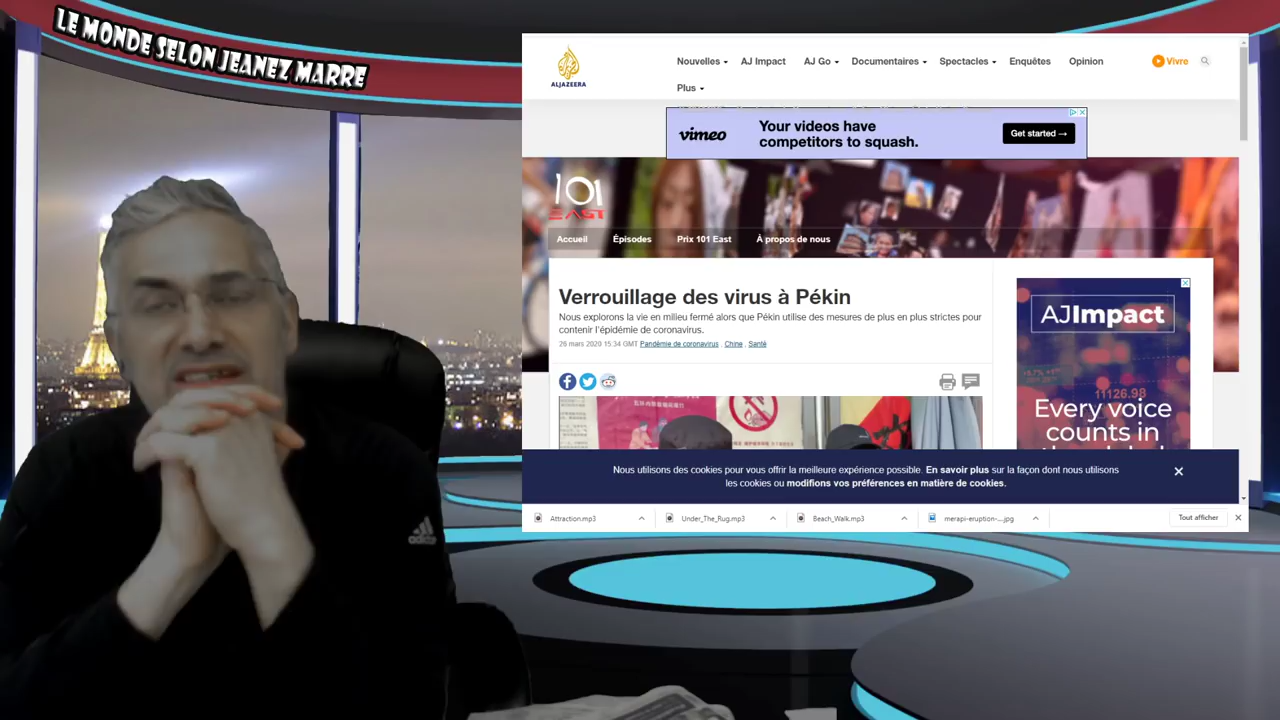 LE MONDE SELON JEANEZ MARRE
ALJAZEERA
Nouvelles AJ Impact AJ Go Documentaires Spectacles Enquêtes Opinion
Vivre
Plus
vimeo
Your videos have
competitors to squash.
Get started →
101
EAST
Accueil Épisodes Prix 101 East À propos de nous
Verrouillage des virus à Pékin
Nous explorons la vie en milieu fermé alors que Pékin utilise des mesures de plus en plus strictes pour
contenir l'épidémie de coronavirus.
26 mars 2020 15:34 GMT Pandémie de coronavirus , Chine , Santé
AJImpact
11126.98
Every voice
counts in
Nous utilisons des cookies pour vous offrir la meilleure expérience possible. En savoir plus sur la façon dont nous utilisons
les cookies ou modifions vos préférences en matière de cookies.
Attraction.mp3 Under_The_Rug.mp3 Beach_Walk.mp3 merapi-eruption-....jpg Tout afficher
adidas